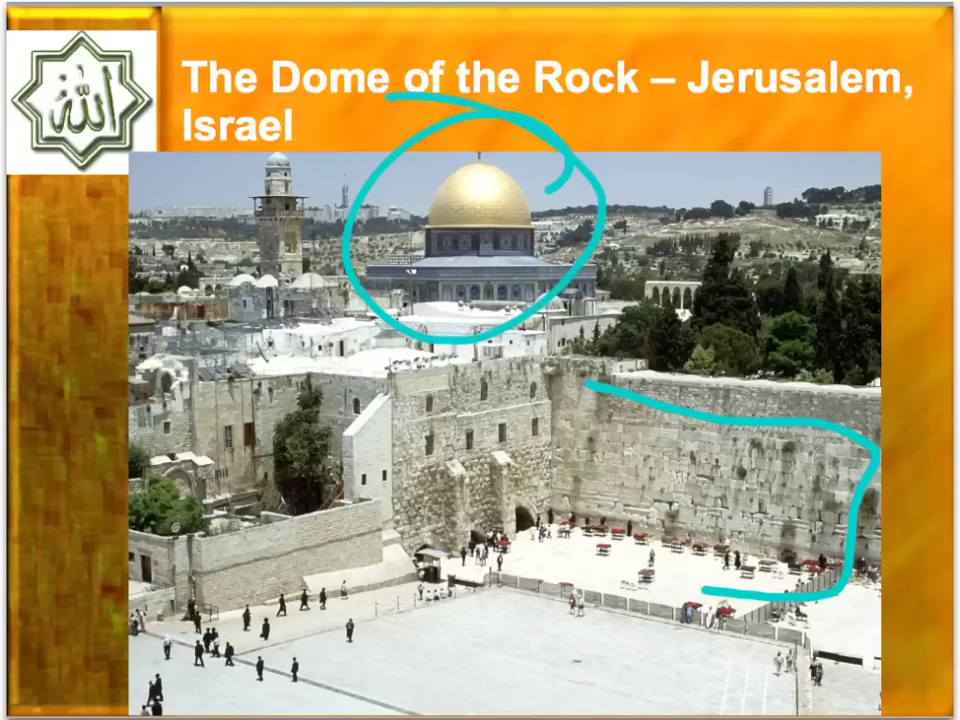 الله
The Dome of the Rock – Jerusalem,
Israel